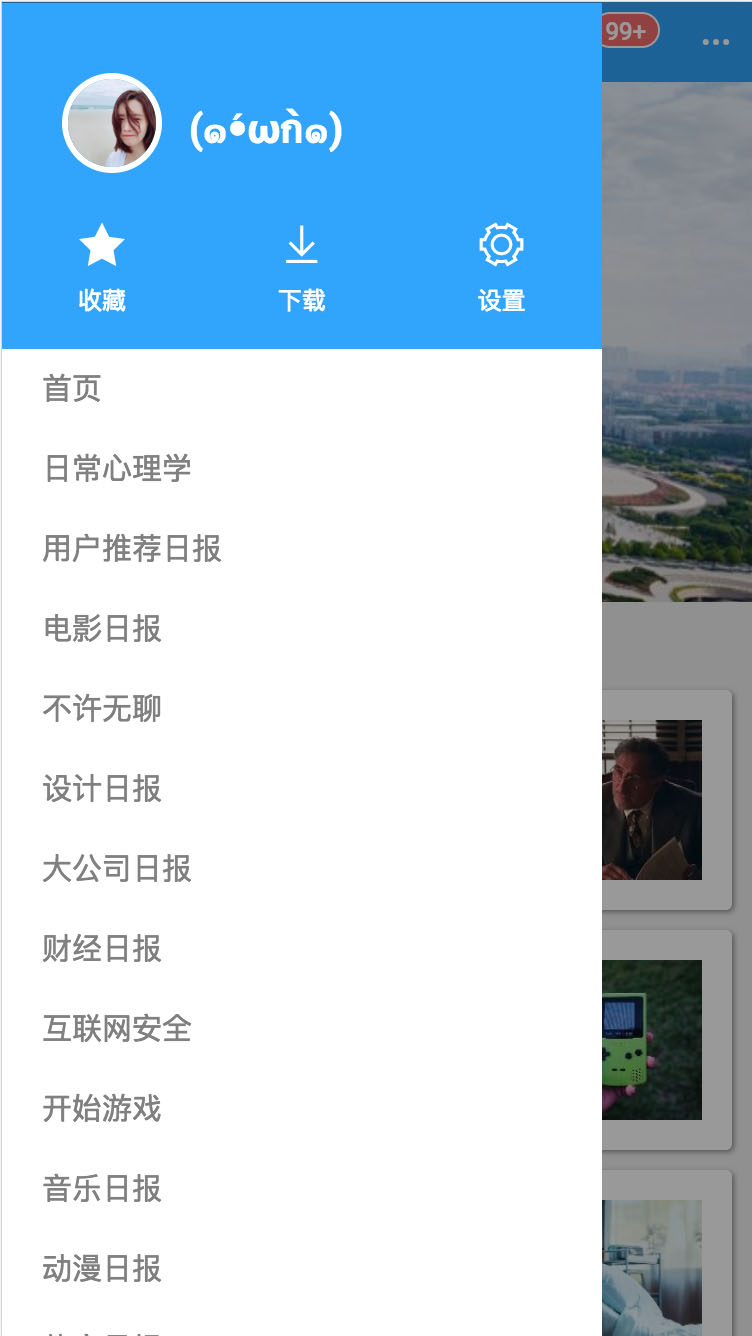 99+
(๑•́ωก̀๑)
收藏
下载
设置
首页
日常心理学
用户推荐日报
电影日报
不许无聊
设计日报
大公司日报
财经日报
互联网安全
开始游戏
音乐日报
动漫日报